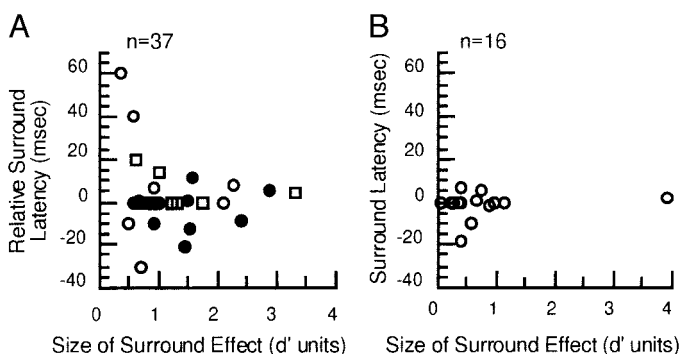 A
n=37
Relative Surround
Latency (msec)
60
40
20
0
-20
-40
0
1
2
3
4
Size of Surround Effect (d' units)
B
n=16
Surround Latency (msec)
60
40
20
0
-20
-40
0
1
2
3
4
Size of Surround Effect (d' units)